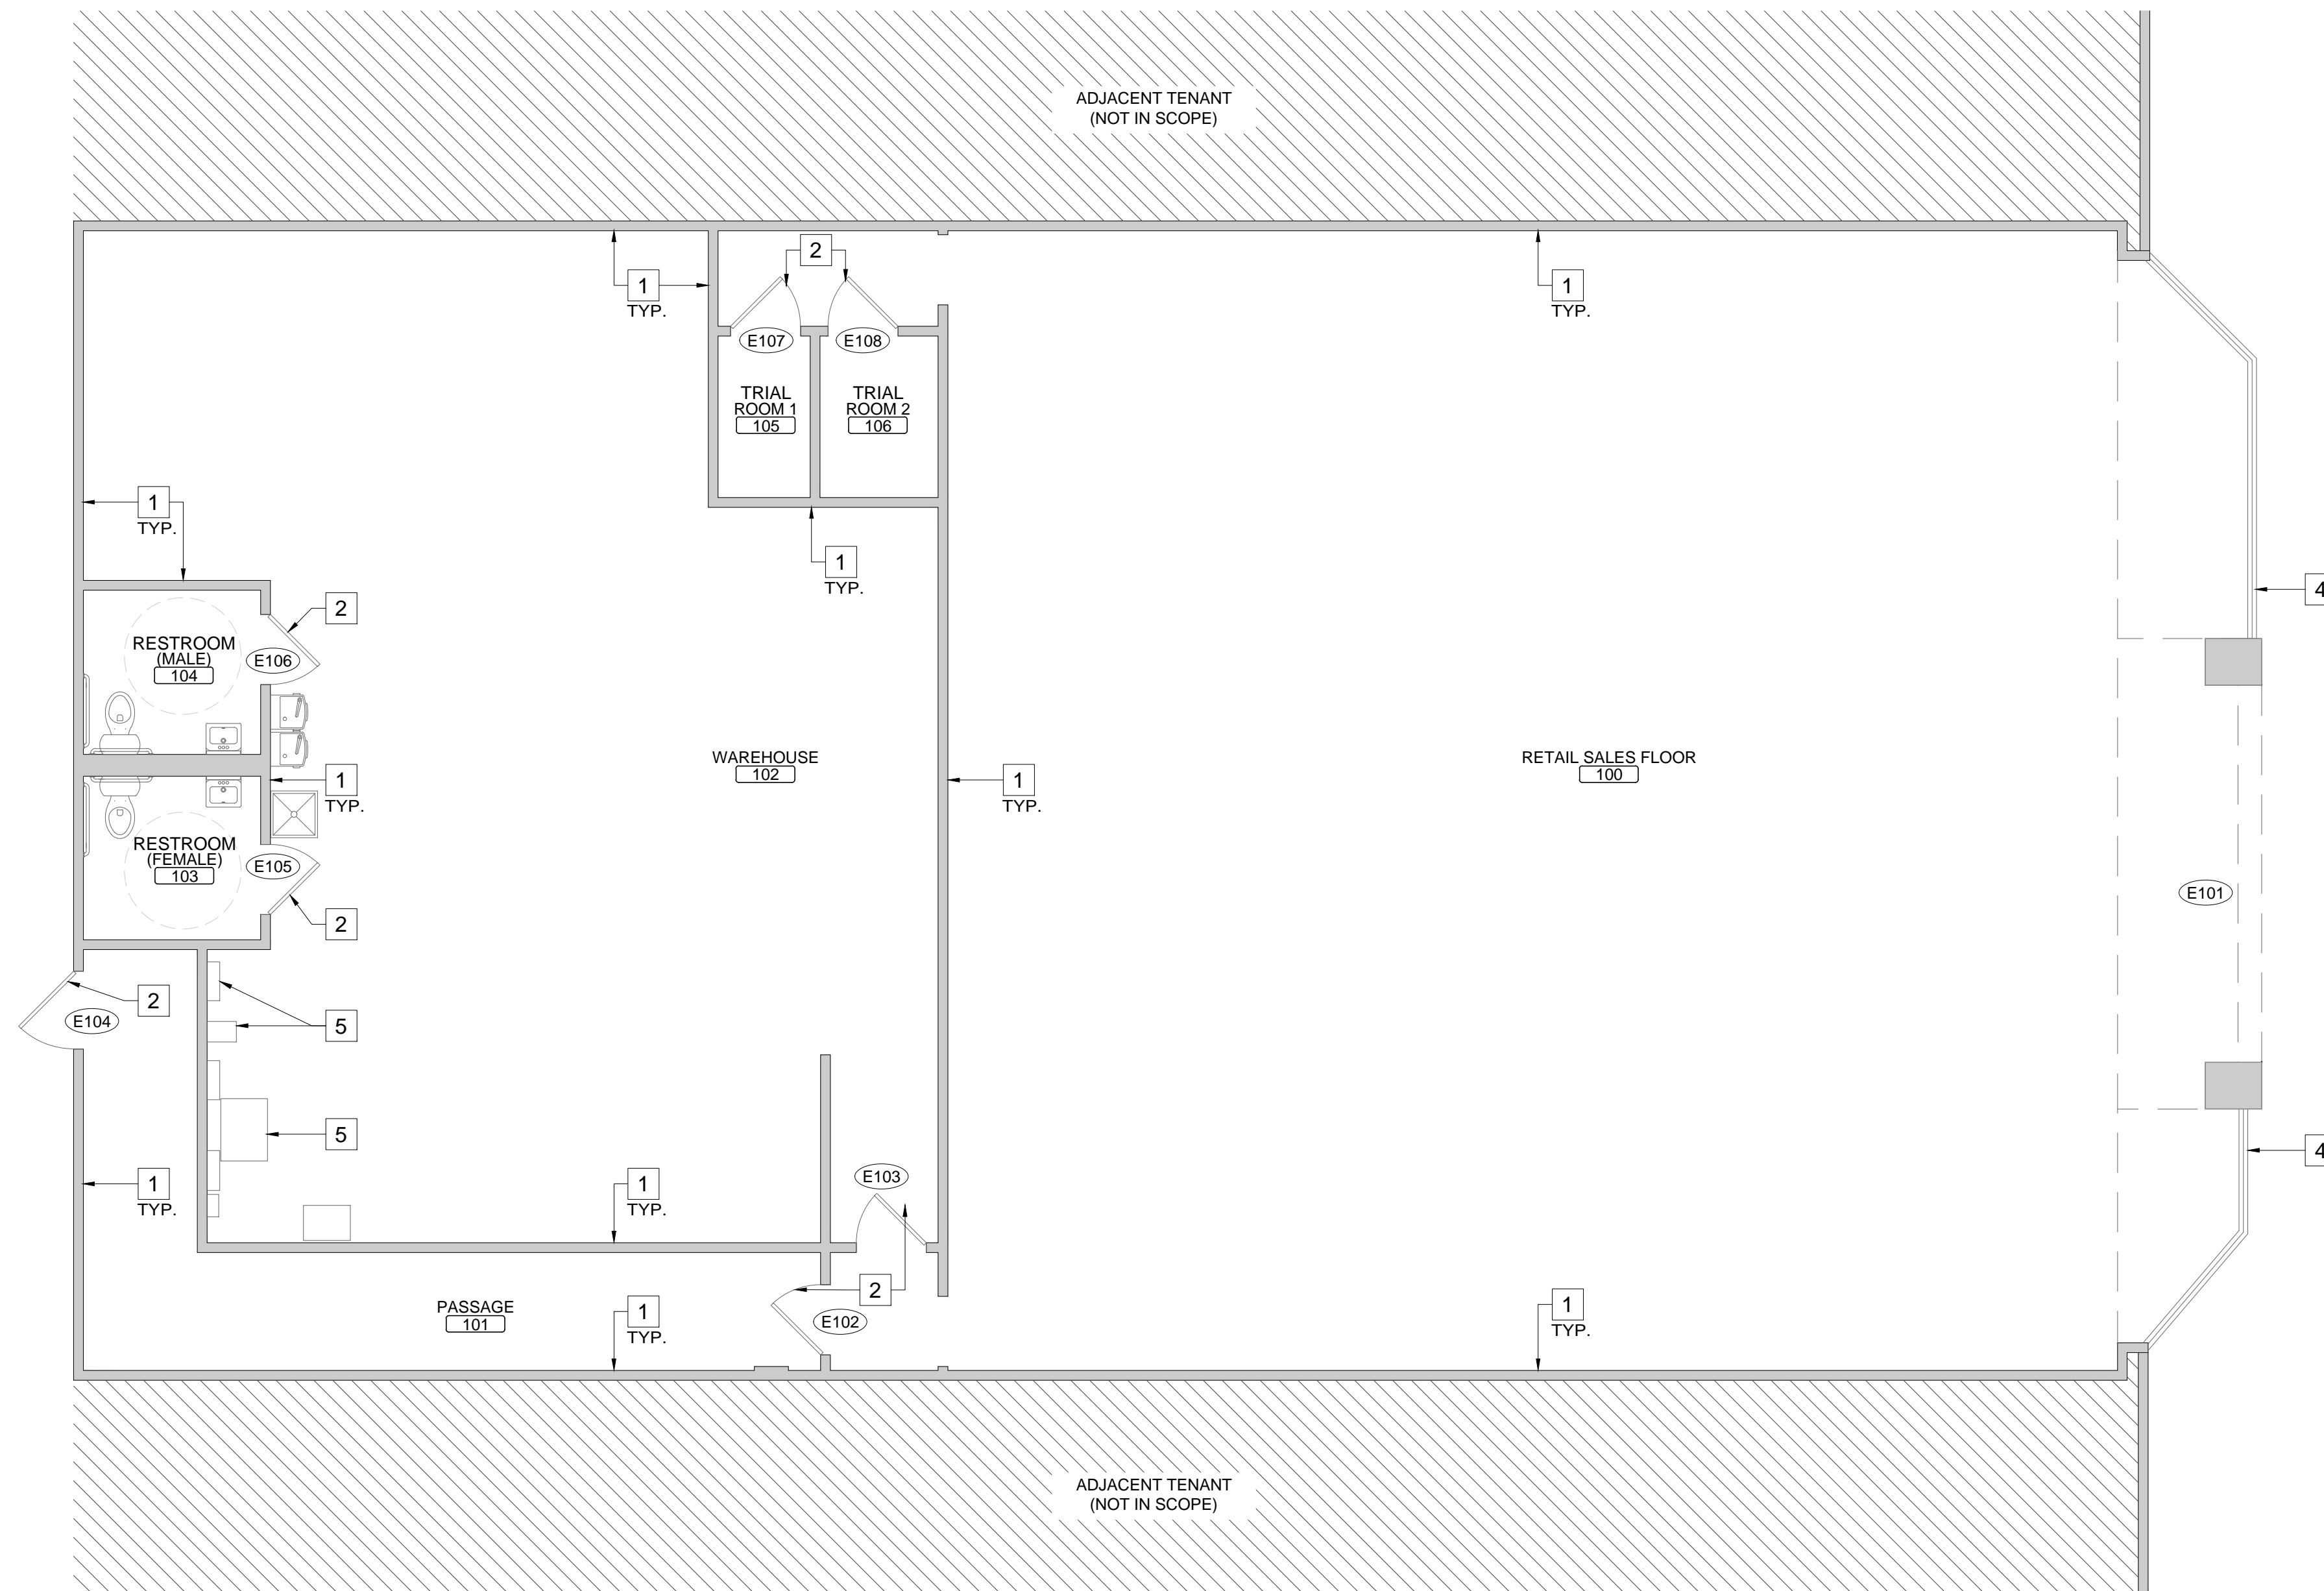 ADJACENT TENANT
(NOT IN SCOPE)
2
1
TYP.
1
TYP.
E107
E108
TRIAL
ROOM 1
105
TRIAL
ROOM 2
106
1
TYP.
1
TYP.
4
2
RESTROOM
(MALE)
104
E106
WAREHOUSE
102
RETAIL SALES FLOOR
100
1
TYP.
1
TYP.
RESTROOM
(FEMALE)
103
E105
E101
2
2
E104
5
5
4
E103
1
TYP.
1
TYP.
2
PASSAGE
101
1
TYP.
E102
1
TYP.
ADJACENT TENANT
(NOT IN SCOPE)